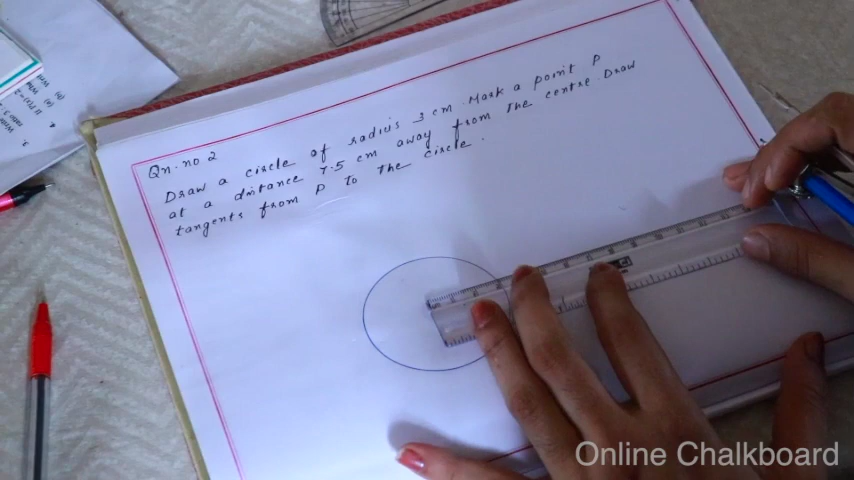 Qn. no 2
Draw a circle of radius 3 cm. Mark a point P
at a distance 7.5 cm away from the centre. Draw
tangents from P to the circle.
Online Chalkboard